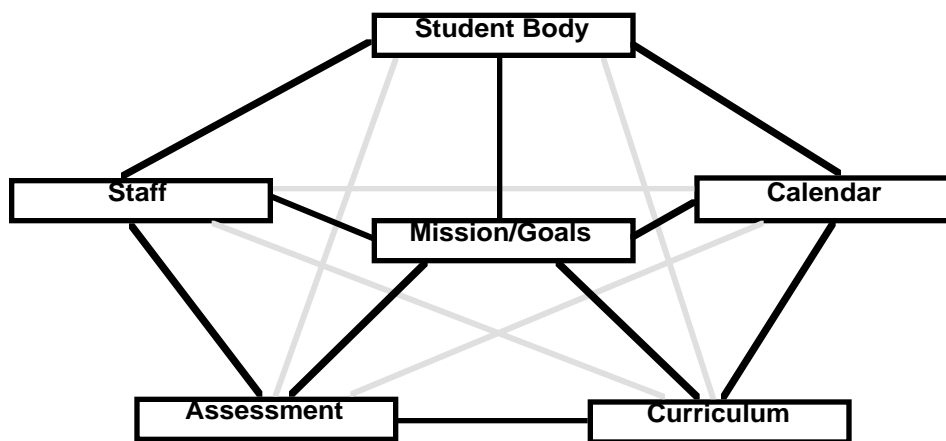 Student Body
Staff
Calendar
Mission/Goals
Assessment
Curriculum